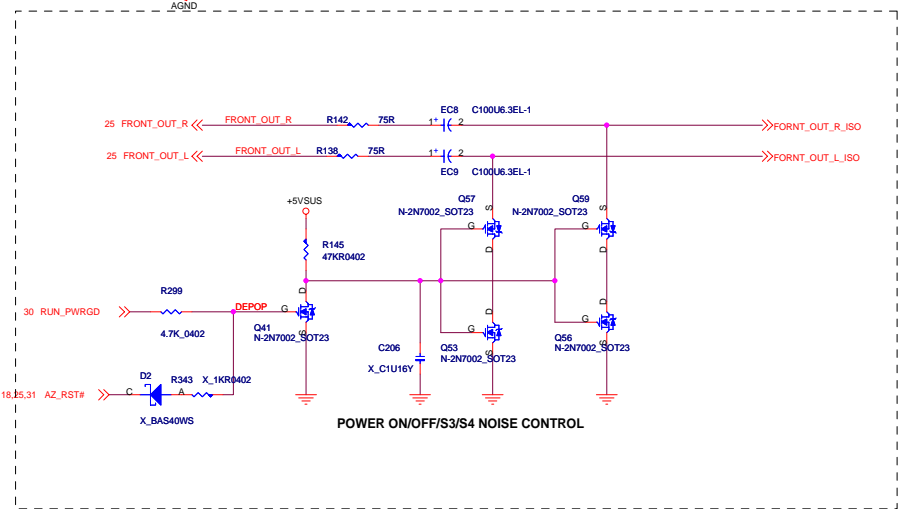 AGND
EC8 C100U6.3EL-1
25 FRONT_OUT_R FRONT_OUT_R R142 75R 1 + 2 FORNT_OUT_R_ISO
25 FRONT_OUT_L FRONT_OUT_L R138 75R 1 + 2 FORNT_OUT_L_ISO
EC9 C100U6.3EL-1
+5VSUS
Q57
N-2N7002_SOT23
Q59
N-2N7002_SOT23
S
G
D
S
G
D
R145
47KR0402
R299
30 RUN_PWRGD
4.7K_0402
DEPOP
D
G
S
Q41
N-2N7002_SOT23
C206
X_C1U16Y
D
G
S
Q53
N-2N7002_SOT23
D
G
S
Q56
N-2N7002_SOT23
D2
R343 X_1KR0402
18,25,31 AZ_RST# C A
X_BAS40WS
POWER ON/OFF/S3/S4 NOISE CONTROL